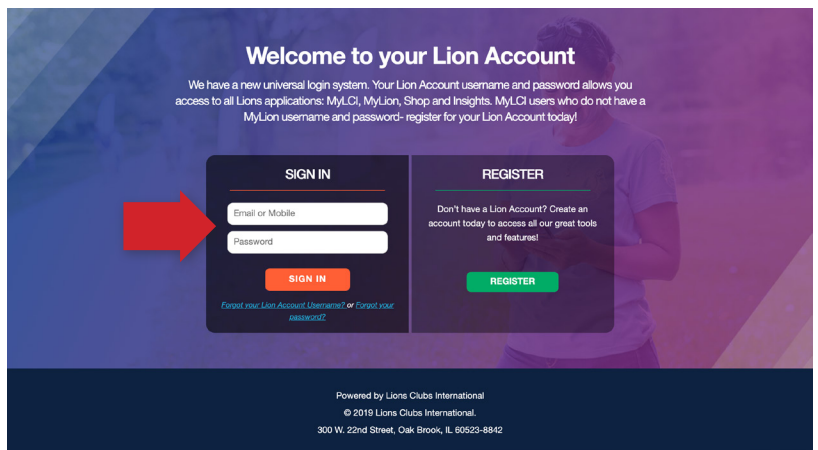 Welcome to your Lion Account
We have a new universal login system. Your Lion Account username and password allows you
access to all Lions applications: MyLCI, MyLion, Shop and Insights. MyLCI users who do not have a
MyLion username and password- register for your Lion Account today!
SIGN IN
Email or Mobile
Password
SIGN IN
Forgot your Lion Account Username? or Forgot your
password?
REGISTER
Don't have a Lion Account? Create an
account today to access all our great tools
and features!
REGISTER
Powered by Lions Clubs International
© 2019 Lions Clubs International.
300 W. 22nd Street, Oak Brook, IL 60523-8842